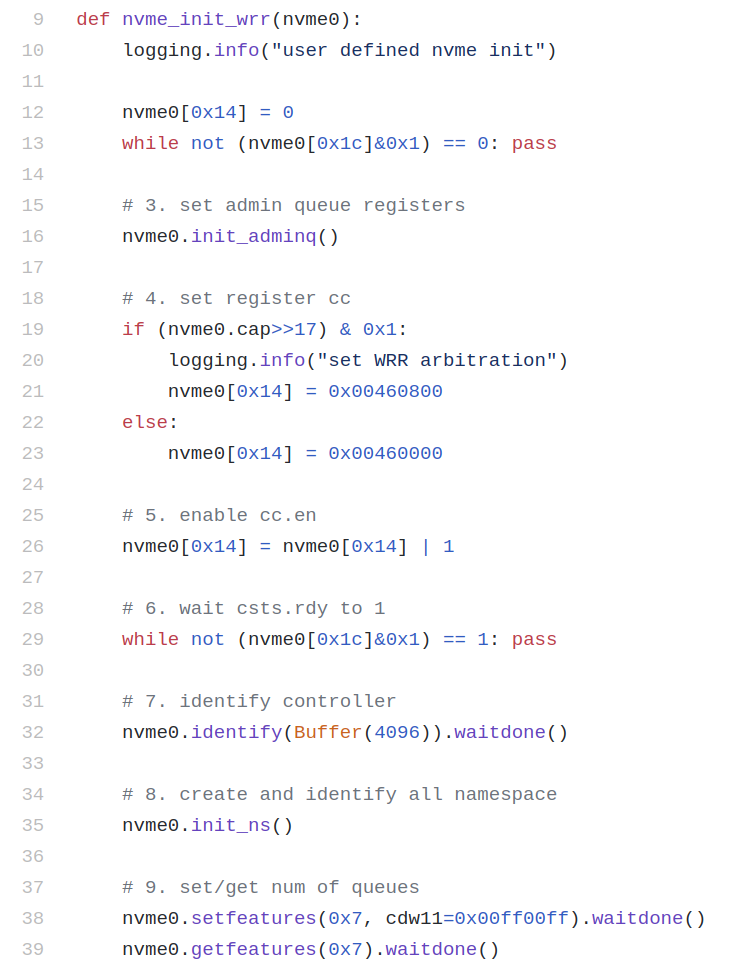 9 def nvme_init_wrr(nvme0):
10     logging.info("user defined nvme init")
11
12     nvme0[0x14] = 0
13     while not (nvme0[0x1c]&0x1) == 0: pass
14
15     # 3. set admin queue registers
16     nvme0.init_adminq()
17
18     # 4. set register cc
19     if (nvme0.cap>>17) & 0x1:
20         logging.info("set WRR arbitration")
21         nvme0[0x14] = 0x00460800
22     else:
23         nvme0[0x14] = 0x00460000
24
25     # 5. enable cc.en
26     nvme0[0x14] = nvme0[0x14] | 1
27
28     # 6. wait csts.rdy to 1
29     while not (nvme0[0x1c]&0x1) == 1: pass
30
31     # 7. identify controller
32     nvme0.identify(Buffer(4096)).waitdone()
33
34     # 8. create and identify all namespace
35     nvme0.init_ns()
36
37     # 9. set/get num of queues
38     nvme0.setfeatures(0x7, cdw11=0x00ff00ff).waitdone()
39     nvme0.getfeatures(0x7).waitdone()